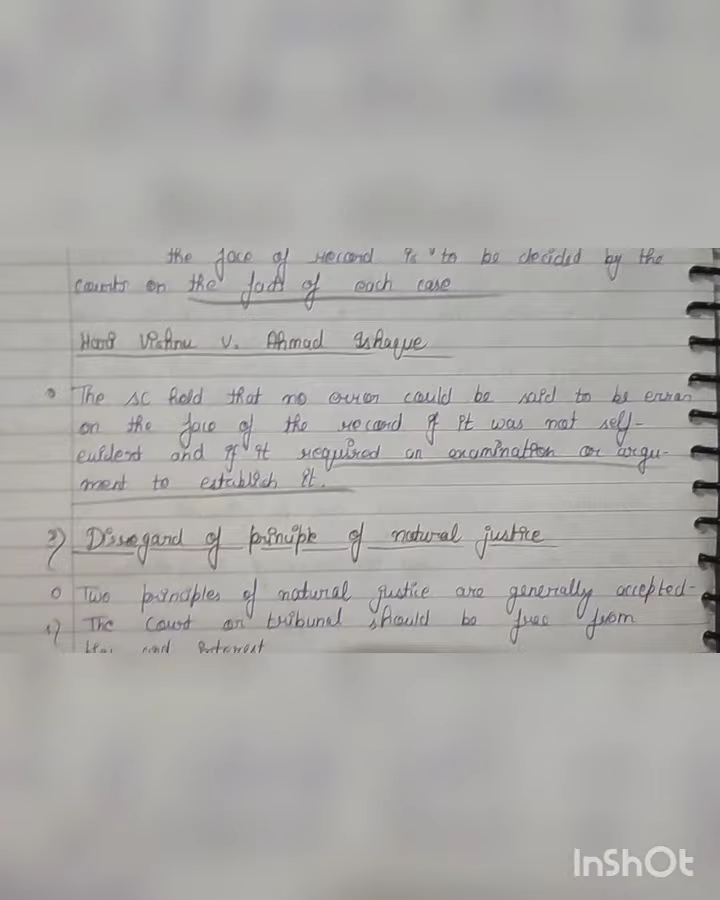 the face of record is to be decided by the
courts on the fact of each case
Hari Vishnu v. Ahmad Ishaque
The SC held that no error could be said to be error
on the face of the record if it was not self-
evident and if it required an examination or argu-
ment to establish it.
3) Disregard of principle of natural justice
Two principles of natural justice are generally accepted-
1) The Court or tribunal should be free from
bias and interest
InShOt